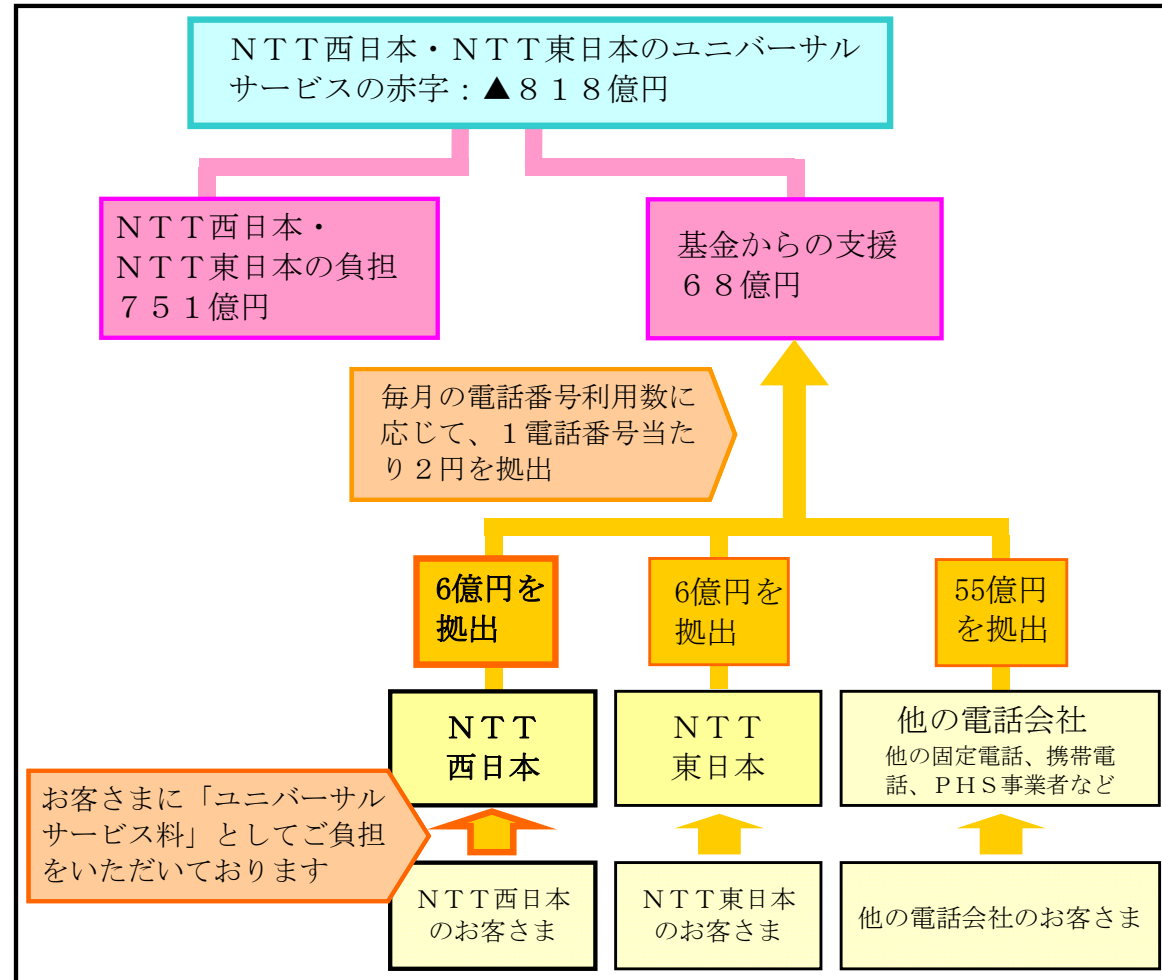 ＮＴＴ西日本・ＮＴＴ東日本のユニバーサル
サービスの赤字：▲８１８億円
ＮＴＴ西日本・
ＮＴＴ東日本の負担
７５１億円
基金からの支援
６８億円
毎月の電話番号利用数に
応じて、１電話番号当た
り２円を拠出
6億円を
拠出
6億円を
拠出
55億円
を拠出
ＮＴＴ
西日本
ＮＴＴ
東日本
他の電話会社
他の固定電話、携帯電
話、ＰＨＳ事業者など
お客さまに「ユニバーサル
サービス料」としてご負担
をいただいております
ＮＴＴ西日本
のお客さま
ＮＴＴ東日本
のお客さま
他の電話会社のお客さま